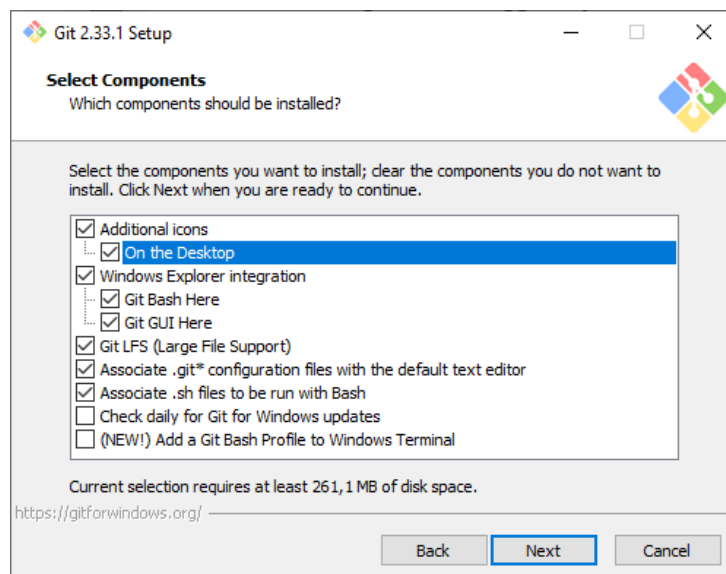 Git 2.33.1 Setup
Select Components
Which components should be installed?
Select the components you want to install; clear the components you do not want to
install. Click Next when you are ready to continue.
Additional icons
On the Desktop
Windows Explorer integration
Git Bash Here
Git GUI Here
Git LFS (Large File Support)
Associate .git* configuration files with the default text editor
Associate .sh files to be run with Bash
Check daily for Git for Windows updates
(NEW!) Add a Git Bash Profile to Windows Terminal
Current selection requires at least 261,1 MB of disk space.
https://gitforwindows.org/
Back Next Cancel